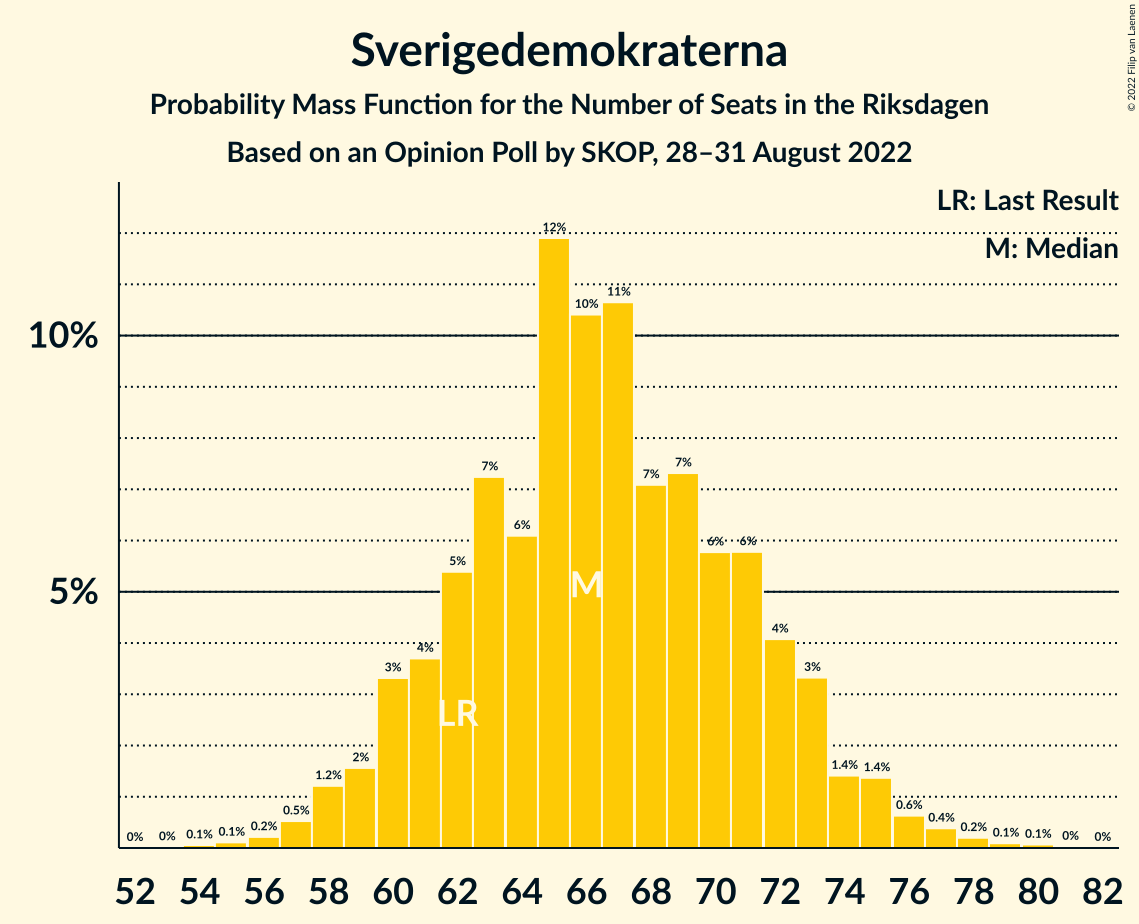 Sverigedemokraterna
Probability Mass Function for the Number of Seats in the Riksdagen
Based on an Opinion Poll by SKOP, 28–31 August 2022
© 2022 Filip van Laenen
LR: Last Result
M: Median
10%
5%
0% 0% 0.1% 0.1% 0.2% 0.5% 1.2% 2% 3% 4% 5% 7% 6% 12% 10% 11% 7% 7% 6% 6% 4% 3% 1.4% 1.4% 0.6% 0.4% 0.2% 0.1% 0.1% 0% 0%
LR
M
52 54 56 58 60 62 64 66 68 70 72 74 76 78 80 82